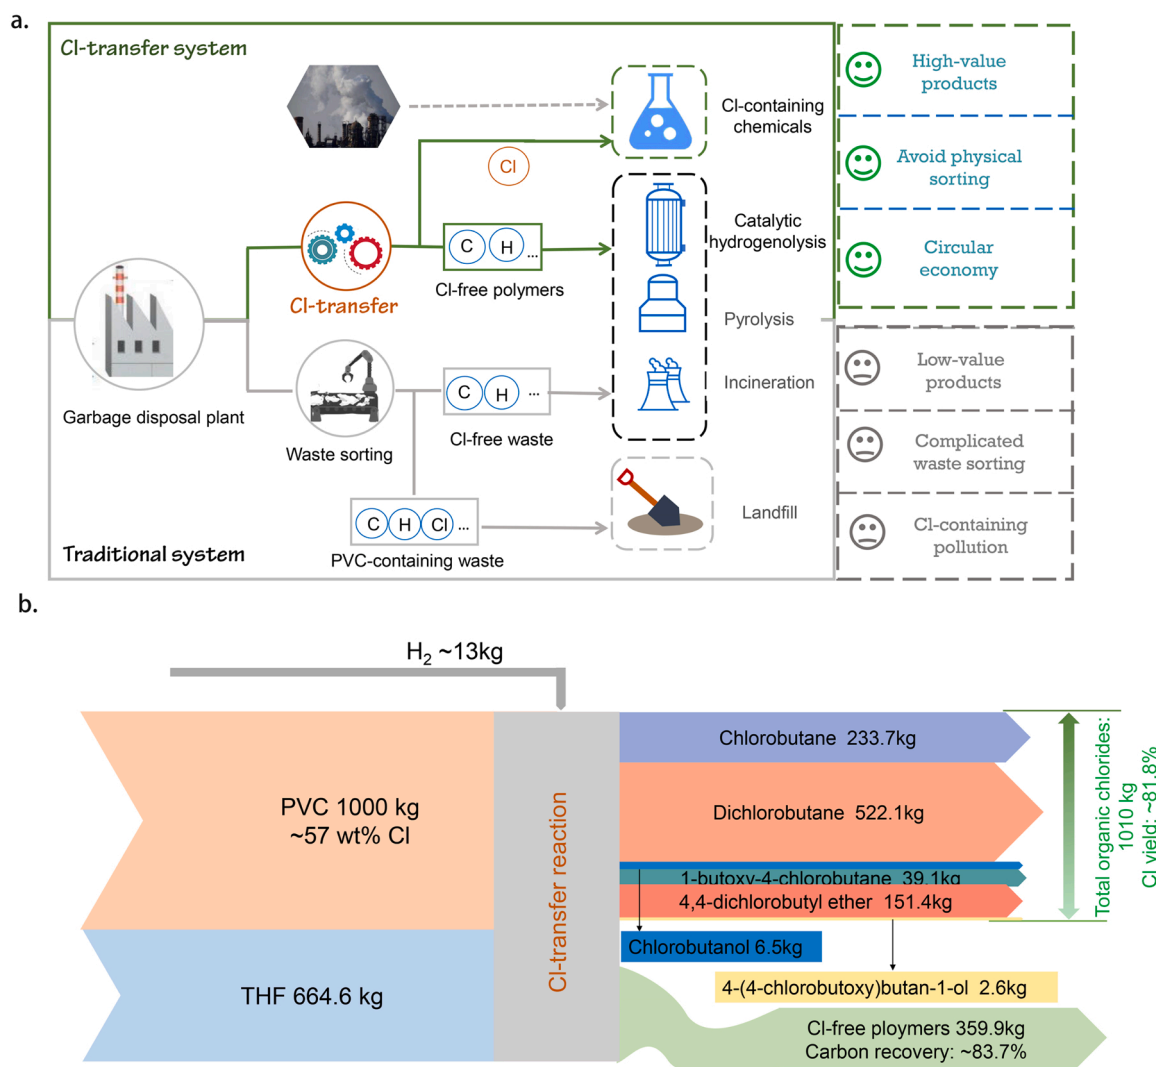 a.
Cl-transfer system
Cl-containing
chemicals
Cl
Cl-transfer
C H ...
Cl-free polymers
Catalytic
hydrogenolysis
Pyrolysis
Incineration
Garbage disposal plant
Waste sorting
C H ...
Cl-free waste
C H Cl ...
PVC-containing waste
Landfill
Traditional system
High-value
products
Avoid physical
sorting
Circular
economy
Low-value
products
Complicated
waste sorting
Cl-containing
pollution
b.
H2 ~13kg
PVC 1000 kg
~57 wt% Cl
THF 664.6 kg
Cl-transfer reaction
Chlorobutane 233.7kg
Dichlorobutane 522.1kg
1-butoxy-4-chlorobutane 39.1kg
4,4-dichlorobutyl ether 151.4kg
Chlorobutanol 6.5kg
4-(4-chlorobutoxy)butan-1-ol 2.6kg
Cl-free ploymers 359.9kg
Carbon recovery: ~83.7%
Total organic chlorides:
1010 kg
Cl yield: ~81.8%